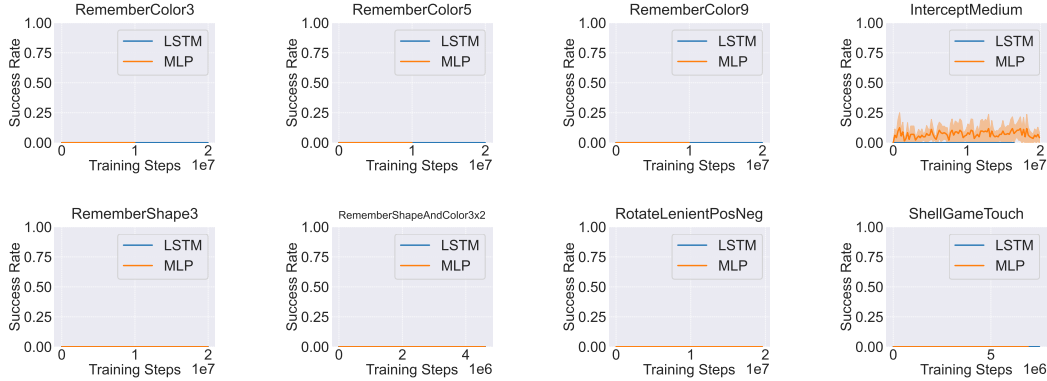 RememberColor3
1.00
0.75
0.50
0.25
0.00
Success Rate
LSTM
MLP
0 1 2
Training Steps 1e7
RememberColor5
1.00
0.75
0.50
0.25
0.00
Success Rate
LSTM
MLP
0 1 2
Training Steps 1e7
RememberColor9
1.00
0.75
0.50
0.25
0.00
Success Rate
LSTM
MLP
0 1 2
Training Steps 1e7
InterceptMedium
1.00
0.75
0.50
0.25
0.00
Success Rate
LSTM
MLP
0 1 2
Training Steps 1e7
RememberShape3
1.00
0.75
0.50
0.25
0.00
Success Rate
LSTM
MLP
0 1 2
Training Steps 1e7
RememberShapeAndColor3x2
1.00
0.75
0.50
0.25
0.00
Success Rate
LSTM
MLP
0 2 4
Training Steps 1e6
RotateLenientPosNeg
1.00
0.75
0.50
0.25
0.00
Success Rate
LSTM
MLP
0 1 2
Training Steps 1e7
ShellGameTouch
1.00
0.75
0.50
0.25
0.00
Success Rate
LSTM
MLP
0 5
Training Steps 1e6